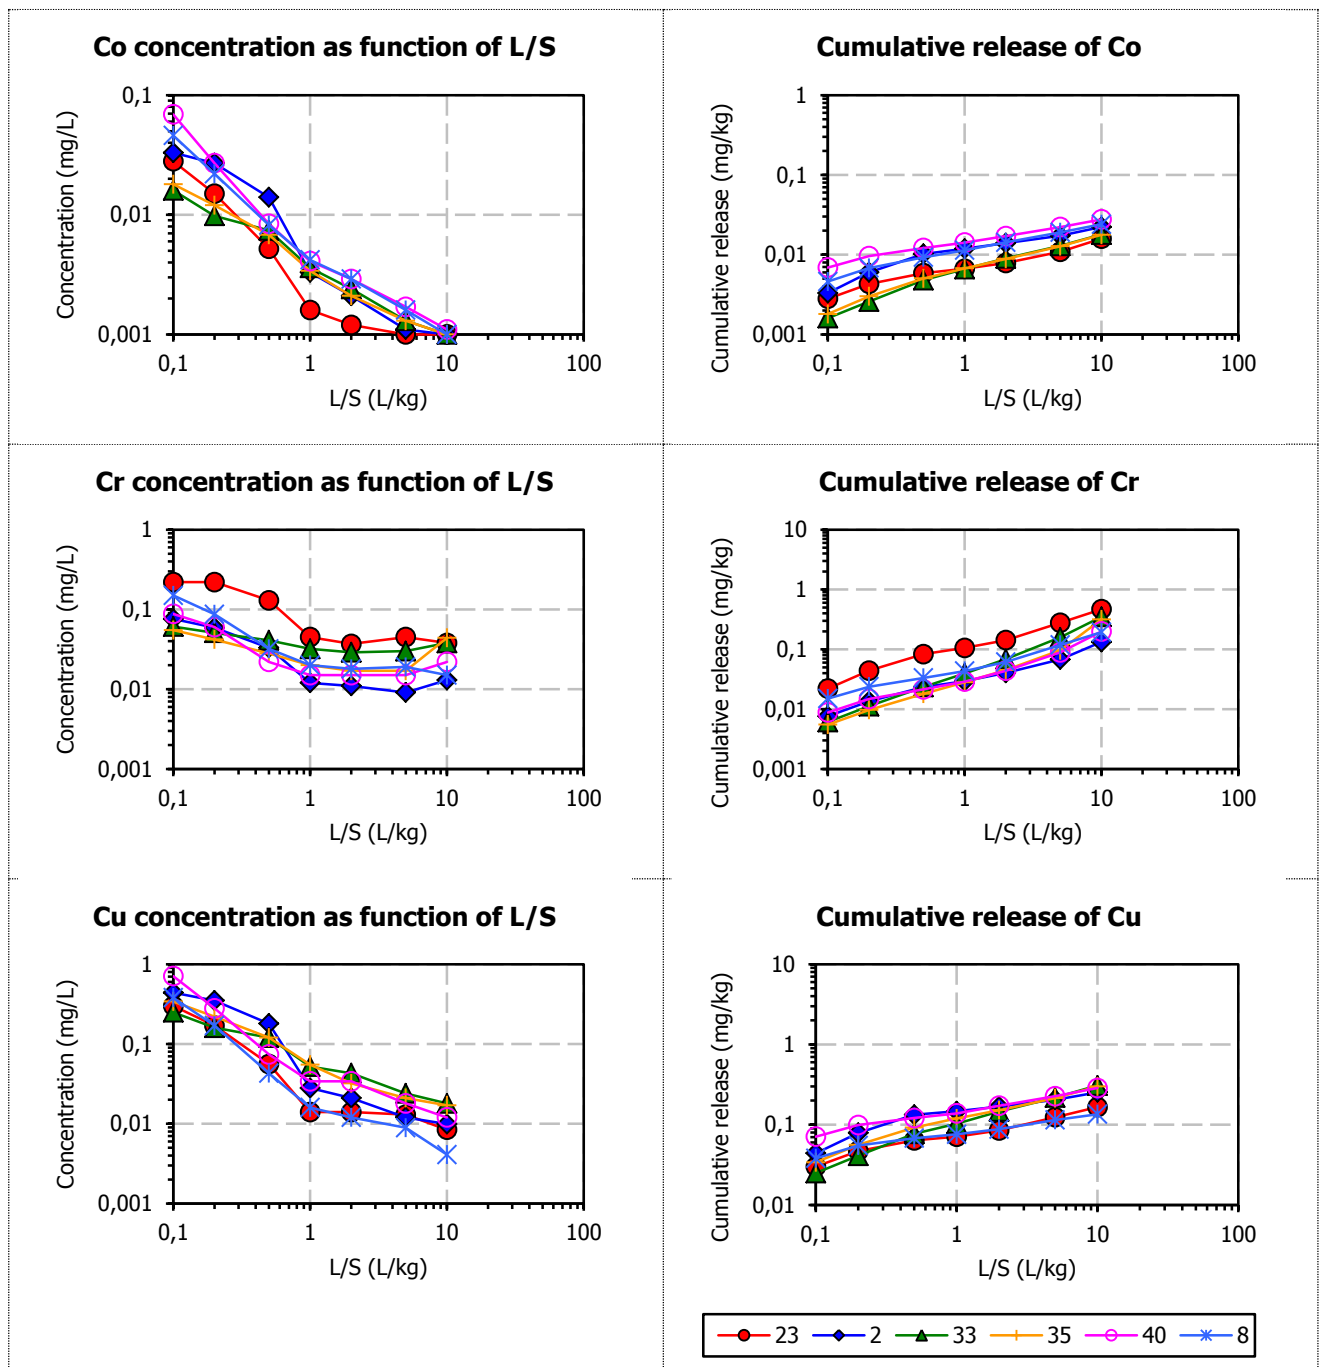 Co concentration as function of L/S
Concentration (mg/L)
0,1
0,01
0,001
0,1 1 10 100
L/S (L/kg)
Cumulative release of Co
Cumulative release (mg/kg)
1
0,1
0,01
0,001
0,1 1 10 100
L/S (L/kg)
Cr concentration as function of L/S
Concentration (mg/L)
1
0,1
0,01
0,001
0,1 1 10 100
L/S (L/kg)
Cumulative release of Cr
Cumulative release (mg/kg)
10
1
0,1
0,01
0,001
0,1 1 10 100
L/S (L/kg)
Cu concentration as function of L/S
Concentration (mg/L)
1
0,1
0,01
0,001
0,1 1 10 100
L/S (L/kg)
Cumulative release of Cu
Cumulative release (mg/kg)
10
1
0,1
0,01
0,1 1 10 100
L/S (L/kg)
23 2 33 35 40 8